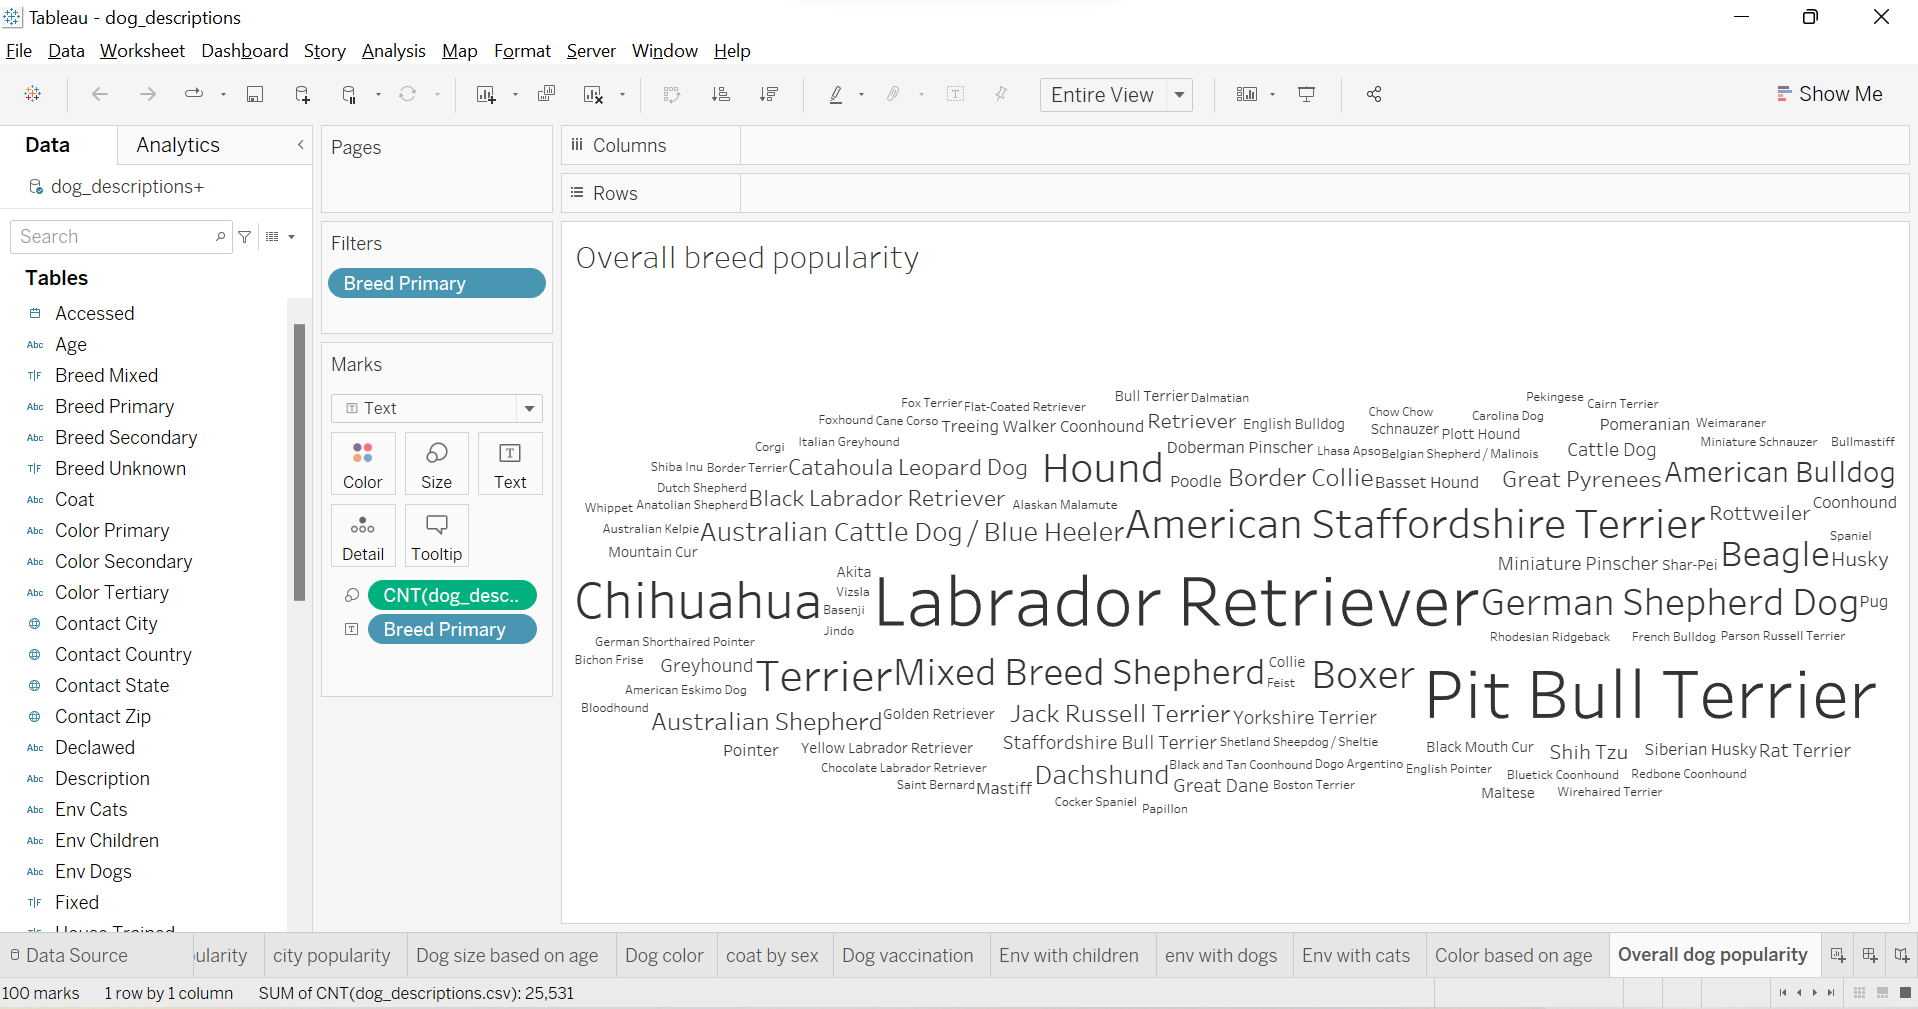 Tableau - dog_descriptions
File Data Worksheet Dashboard Story Analysis Map Format Server Window Help
Entire View
Show Me
Data Analytics
dog_descriptions+
Search
Tables
Accessed
Abc Age
T|F Breed Mixed
Abc Breed Primary
Abc Breed Secondary
T|F Breed Unknown
Abc Coat
Abc Color Primary
Abc Color Secondary
Abc Color Tertiary
Contact City
Contact Country
Contact State
Contact Zip
Abc Declawed
Abc Description
Abc Env Cats
Abc Env Children
Abc Env Dogs
T|F Fixed
T|F House Trained
Pages
Filters
Breed Primary
Marks
T Text
Color Size T Text
Detail Tooltip
CNT(dog_desc..
T Breed Primary
iii Columns
Rows
Overall breed popularity
Bull Terrier Dalmatian Pekingese
Fox Terrier Flat-Coated Retriever Chow Chow Cairn Terrier
Foxhound Cane Corso Treeing Walker Coonhound Retriever English Bulldog Carolina Dog Pomeranian Weimaraner
Schnauzer Plott Hound
Corgi Italian Greyhound Doberman Pinscher Lhasa Apso Belgian Shepherd / Malinois Cattle Dog Miniature Schnauzer Bullmastiff
Shiba Inu Border Terrier Catahoula Leopard Dog Hound Poodle Border Collie Basset Hound Great Pyrenees American Bulldog
Dutch Shepherd
Whippet Anatolian Shepherd Black Labrador Retriever Alaskan Malamute Coonhound
Australian Kelpie Australian Cattle Dog / Blue Heeler American Staffordshire Terrier Rottweiler
Mountain Cur Miniature Pinscher Shar-Pei Beagle Spaniel Husky
Chihuahua Akita Vizsla Basenji Jindo Labrador Retriever German Shepherd Dog Pug
German Shorthaired Pointer Rhodesian Ridgeback French Bulldog Parson Russell Terrier
Bichon Frise Greyhound Terrier Mixed Breed Shepherd Collie Feist Boxer Pit Bull Terrier
American Eskimo Dog
Bloodhound Australian Shepherd Golden Retriever Jack Russell Terrier Yorkshire Terrier
Pointer Yellow Labrador Retriever Staffordshire Bull Terrier Shetland Sheepdog / Sheltie Black Mouth Cur Shih Tzu Siberian Husky Rat Terrier
Chocolate Labrador Retriever Dachshund Black and Tan Coonhound Dogo Argentino English Pointer Bluetick Coonhound Redbone Coonhound
Saint Bernard Mastiff Great Dane Boston Terrier Maltese Wirehaired Terrier
Cocker Spaniel Papillon
Data Source ularity city popularity Dog size based on age Dog color coat by sex Dog vaccination Env with children env with dogs Env with cats Color based on age Overall dog popularity
100 marks 1 row by 1 column SUM of CNT(dog_descriptions.csv): 25,531